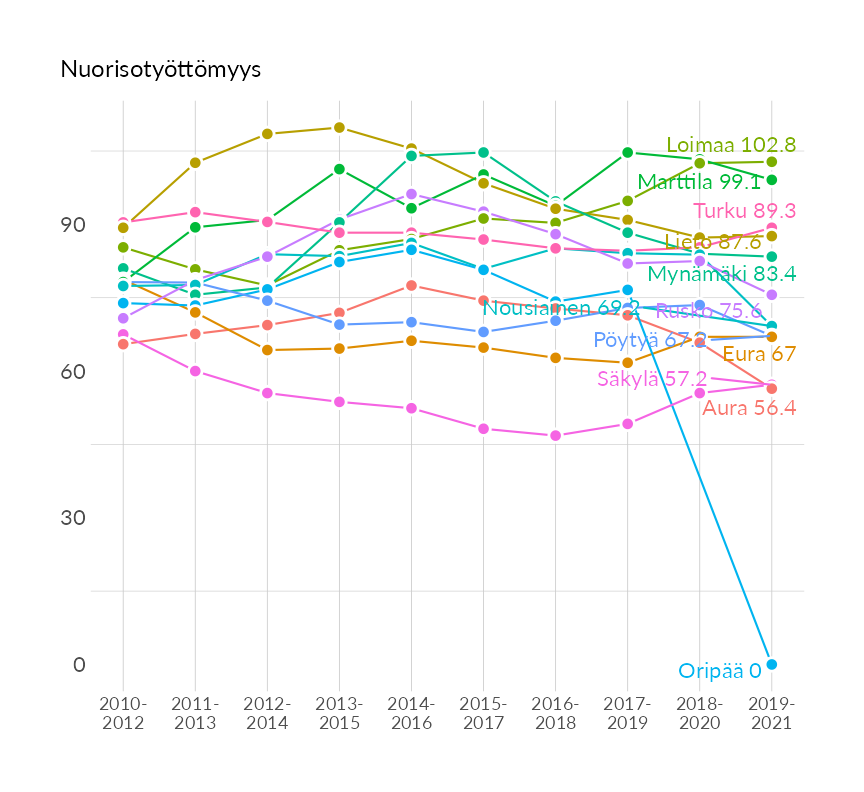 Nuorisotyöttömyys
Loimaa 102.8
Marttila 99.1
Turku 89.3
90
Lieto 87.6
Mynämäki 83.4
Nousiainen 69.2
Rusko 75.6
Pöytyä 67.2
Eura 67
60
Säkylä 57.2
Aura 56.4
30
0
Oripää 0
2010- 2011- 2012- 2013- 2014- 2015- 2016- 2017- 2018- 2019-
2012 2013 2014 2015 2016 2017 2018 2019 2020 2021